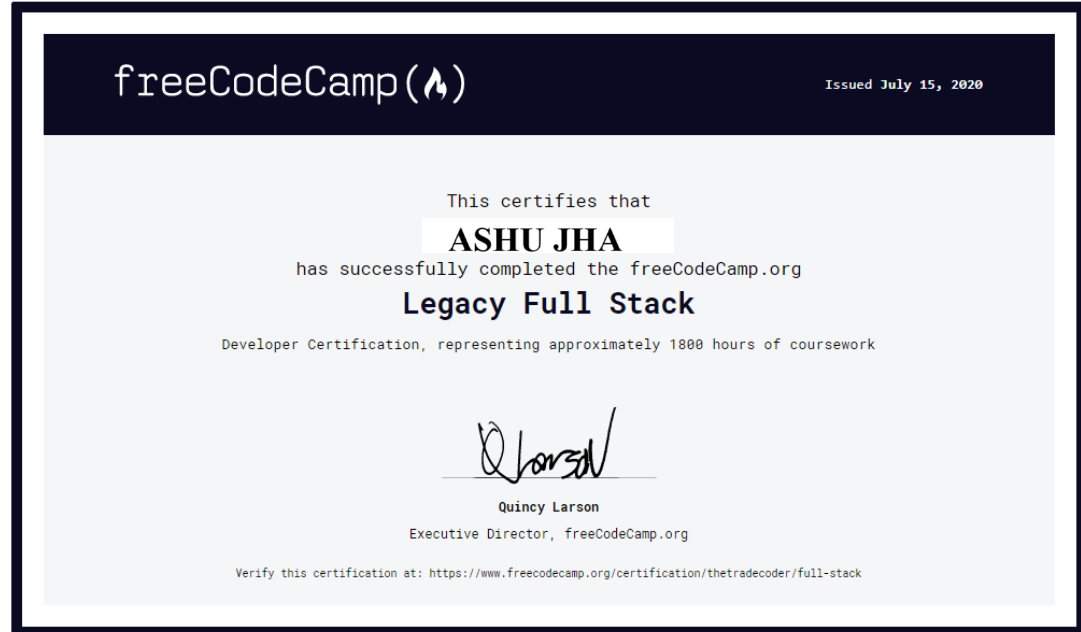 freeCodeCamp
Issued July 15, 2020
This certifies that
ASHU JHA
has successfully completed the freeCodeCamp.org
Legacy Full Stack
Developer Certification, representing approximately 1800 hours of coursework
Q Larson
Quincy Larson
Executive Director, freeCodeCamp.org
Verify this certification at: https://www.freecodecamp.org/certification/thetradecoder/full-stack